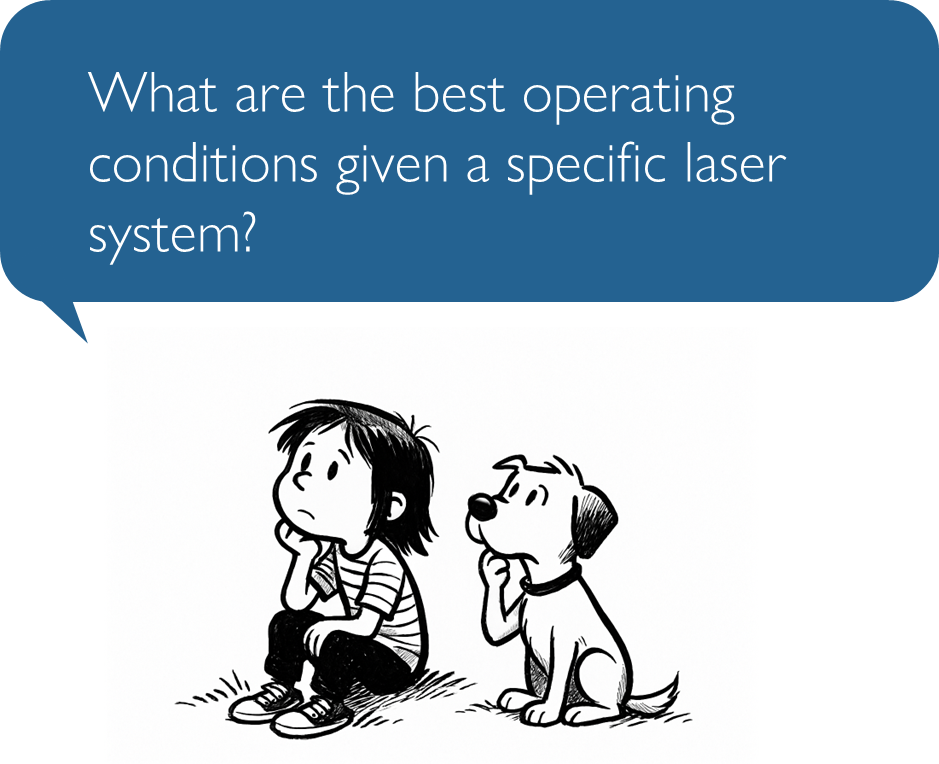 What are the best operating
conditions given a specific laser
system?